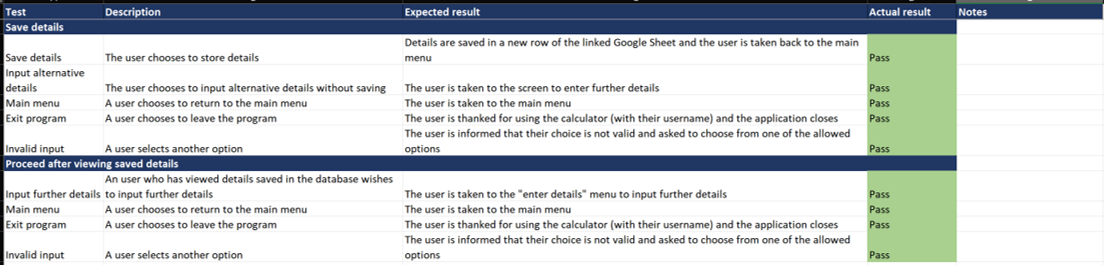 Test Description Expected result Actual result Notes
Save details
Save details The user chooses to store details Details are saved in a new row of the linked Google Sheet and the user is taken back to the main menu Pass
Input alternative details The user chooses to input alternative details without saving The user is taken to the screen to enter further details Pass
Main menu A user chooses to return to the main menu The user is taken to the main menu Pass
Exit program A user chooses to leave the program The user is thanked for using the calculator (with their username) and the application closes Pass
Invalid input A user selects another option The user is informed that their choice is not valid and asked to choose from one of the allowed options Pass
Proceed after viewing saved details
Input further details An user who has viewed details saved in the database wishes to input further details The user is taken to the "enter details" menu to input further details Pass
Main menu A user chooses to return to the main menu The user is taken to the main menu Pass
Exit program A user chooses to leave the program The user is thanked for using the calculator (with their username) and the application closes Pass
Invalid input A user selects another option The user is informed that their choice is not valid and asked to choose from one of the allowed options Pass